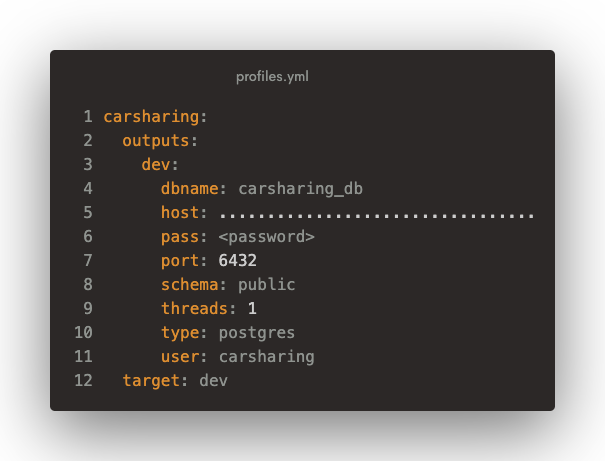 profiles.yml
1 carsharing:
2   outputs:
3     dev:
4       dbname: carsharing_db
5       host: .................................
6       pass: <password>
7       port: 6432
8       schema: public
9       threads: 1
10       type: postgres
11       user: carsharing
12   target: dev